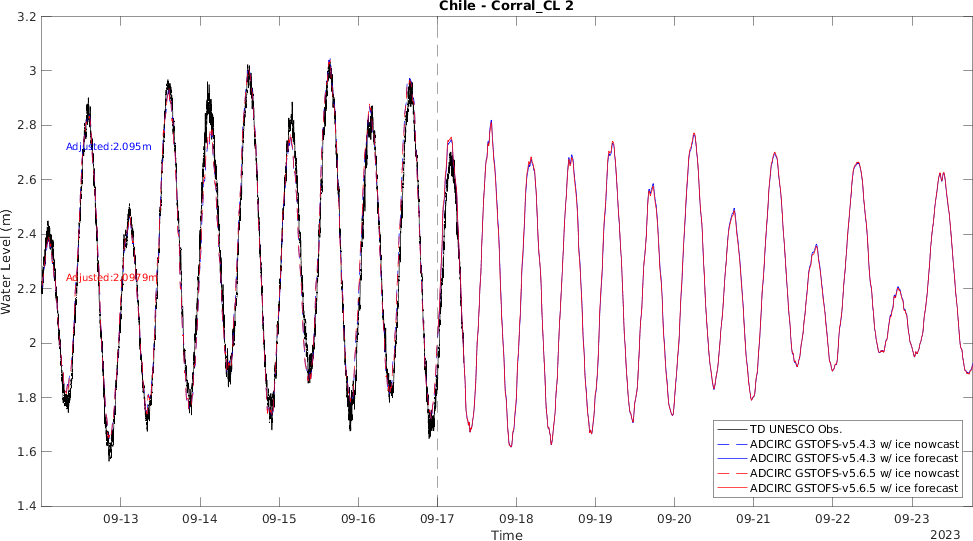 Chile - Corral_CL 2
3.2
3
2.8
2.6
2.4
2.2
2
1.8
1.6
1.4
Water Level (m)
Adjusted:2.095m
Adjusted:2.0979m
TD UNESCO Obs.
ADCIRC GSTOFS-v5.4.3 w/ ice nowcast
ADCIRC GSTOFS-v5.4.3 w/ ice forecast
ADCIRC GSTOFS-v5.6.5 w/ ice nowcast
ADCIRC GSTOFS-v5.6.5 w/ ice forecast
09-13 09-14 09-15 09-16 09-17 09-18 09-19 09-20 09-21 09-22 09-23
Time
2023